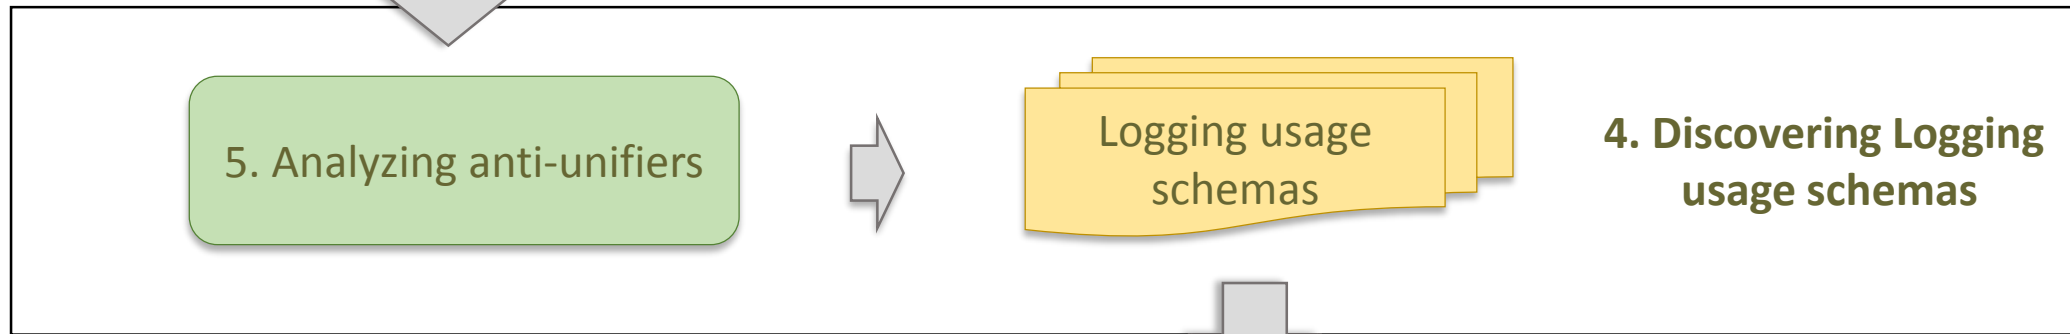 5. Analyzing anti-unifiers
Logging usage
schemas
4. Discovering Logging
usage schemas